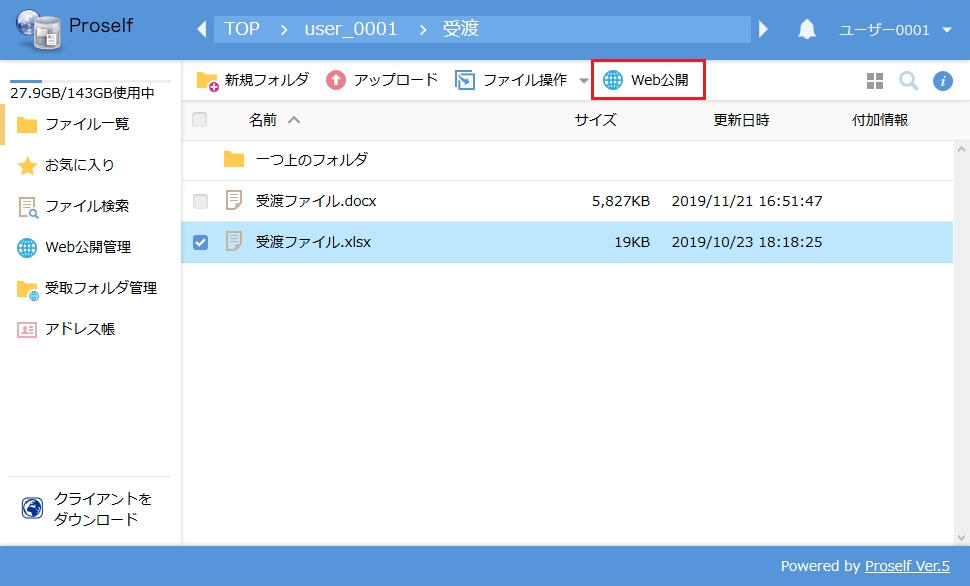 Proself
TOP > user_0001 > 受渡
ユーザー0001
27.9GB/143GB使用中
ファイル一覧
お気に入り
ファイル検索
Web公開管理
受取フォルダ管理
アドレス帳
クライアントを
ダウンロード
新規フォルダ アップロード ファイル操作 Web公開
名前 サイズ 更新日時 付加情報
一つ上のフォルダ
受渡ファイル.docx 5,827KB 2019/11/21 16:51:47
受渡ファイル.xlsx 19KB 2019/10/23 18:18:25
Powered by Proself Ver.5